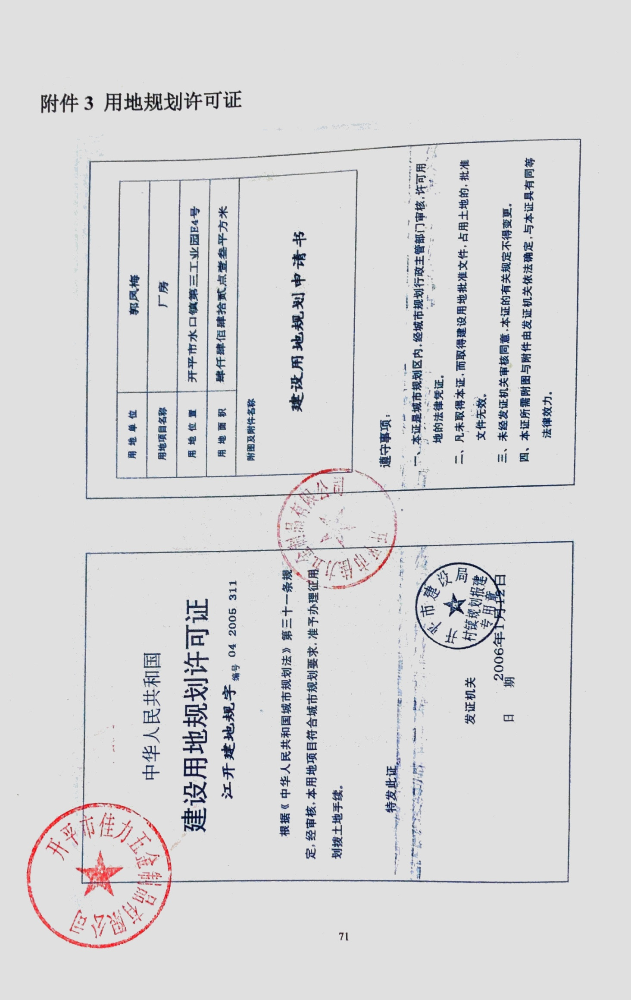 附件 3 用地规划许可证
中华人民共和国
建设用地规划许可证
江开建地规字 编号 04 2005 311
根据《中华人民共和国城市规划法》第三十一条规
定,经审核,本用地项目符合城市规划要求,准予办理征用
划拨土地手续。
特发此证
发证机关
日 期 2006年1月12日
市建
村镇规划报建
专用章
开平市佳力五金制品有限公司
用地单位 郭凤梅
用地项目名称 厂房
用地位置 开平市水口镇第三工业园E4号
用地面积 肆仟肆佰肆拾贰点壹叁平方米
附图及附件名称
建设用地规划申请书
遵守事项:
一、本证是城市规划区内,经城市规划行政主管部门审核,许可用
地的法律凭证。
二、凡未取得本证,而取得建设用地批准文件,占用土地的,批准
文件无效。
三、未经发证机关审核同意,本证的有关规定不得变更。
四、本证所需附图与附件由发证机关依法确定,与本证具有同等
法律效力。
开平市佳力五金制品有限公司
71